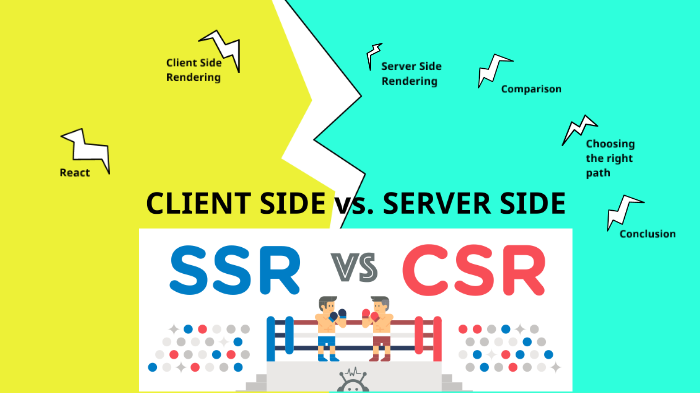 React
Client Side
Rendering
Server Side
Rendering
Comparison
Choosing
the right
path
Conclusion
CLIENT SIDE vs. SERVER SIDE
SSR VS CSR